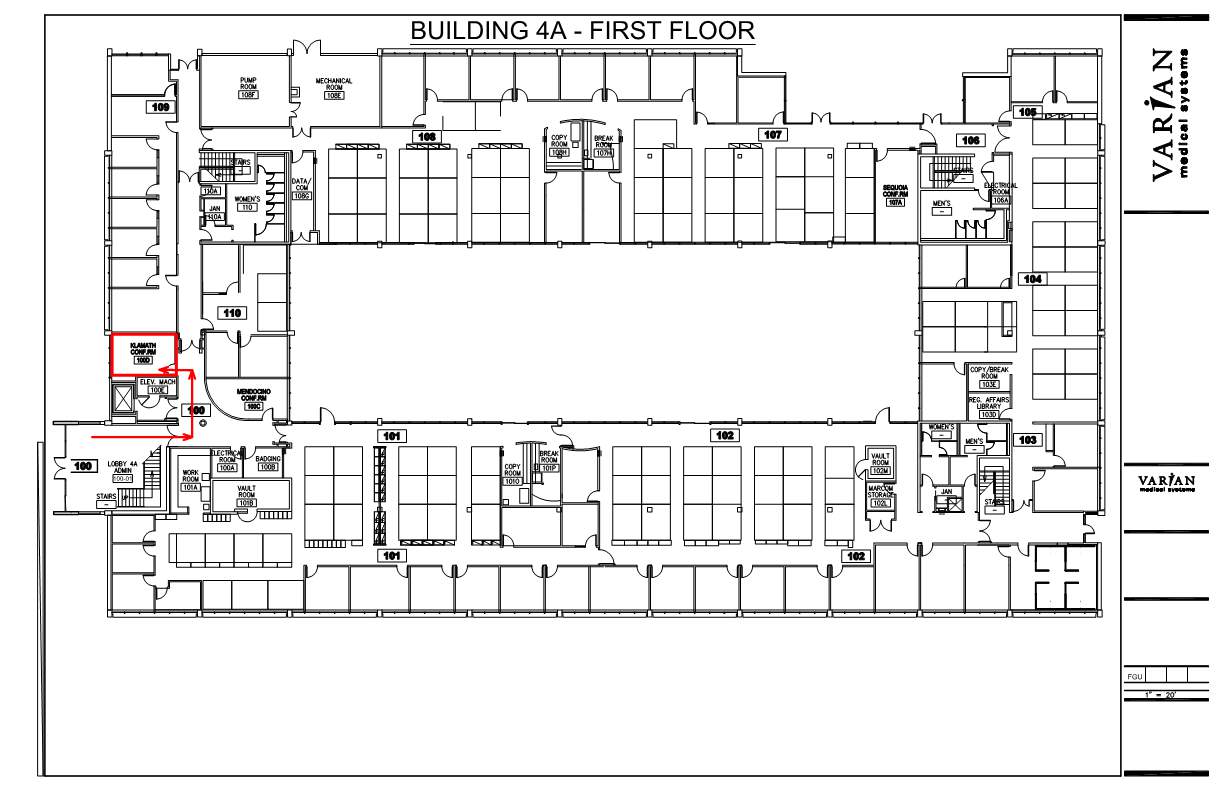 BUILDING 4A - FIRST FLOOR
VARIAN
medical systems
PUMP
ROOM
108F
MECHANICAL
ROOM
108E
109
108
COPY
ROOM
108H
BREAK
ROOM
107H
107
106
105
STAIRS
DATA/
COM
108G
110A
JAN
110A
WOMEN'S
110
SEQUOIA
CONF.RM
107A
STAIRS
ELECTRICAL
ROOM
106A
MEN'S
104
110
KLAMATH
CONF.RM
100D
ELEV. MACH
100E
MENDOCINO
CONF.RM
100C
100
COPY/BREAK
ROOM
103E
REG. AFFAIRS
LIBRARY
103D
101
102
WOMEN'S
MEN'S
103
100
LOBBY 4A
ADMIN
100-01
STAIRS
ELECTRICAL
ROOM
100A
BADGING
100B
WORK
ROOM
101A
VAULT
ROOM
101B
COPY
ROOM
101O
BREAK
ROOM
101P
VAULT
ROOM
102M
MARCOM
STORAGE
102L
JAN
STAIRS
VARIAN
medical systems
101
102
FGU
1" = 20'